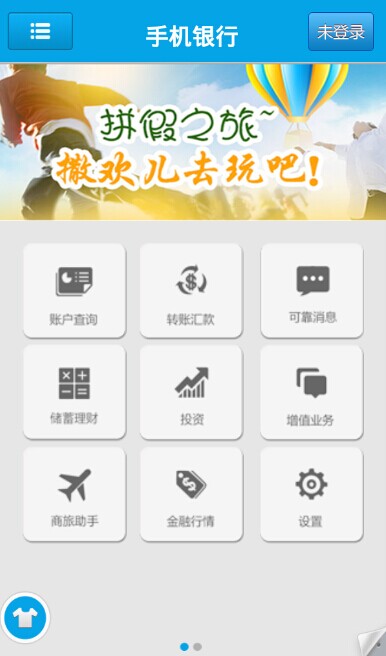 手机银行
未登录
拼假之旅~
撒欢儿去玩吧!
账户查询
转账汇款
可靠消息
储蓄理财
投资
增值业务
商旅助手
金融行情
设置